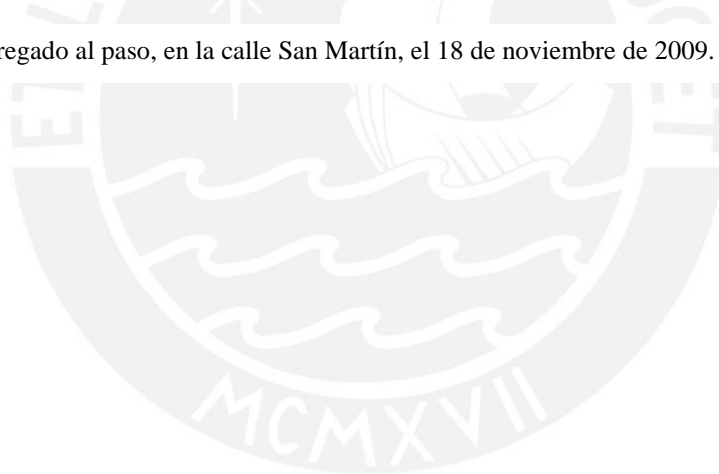 regado al paso, en la calle San Martín, el 18 de noviembre de 2009.
MCMXVII